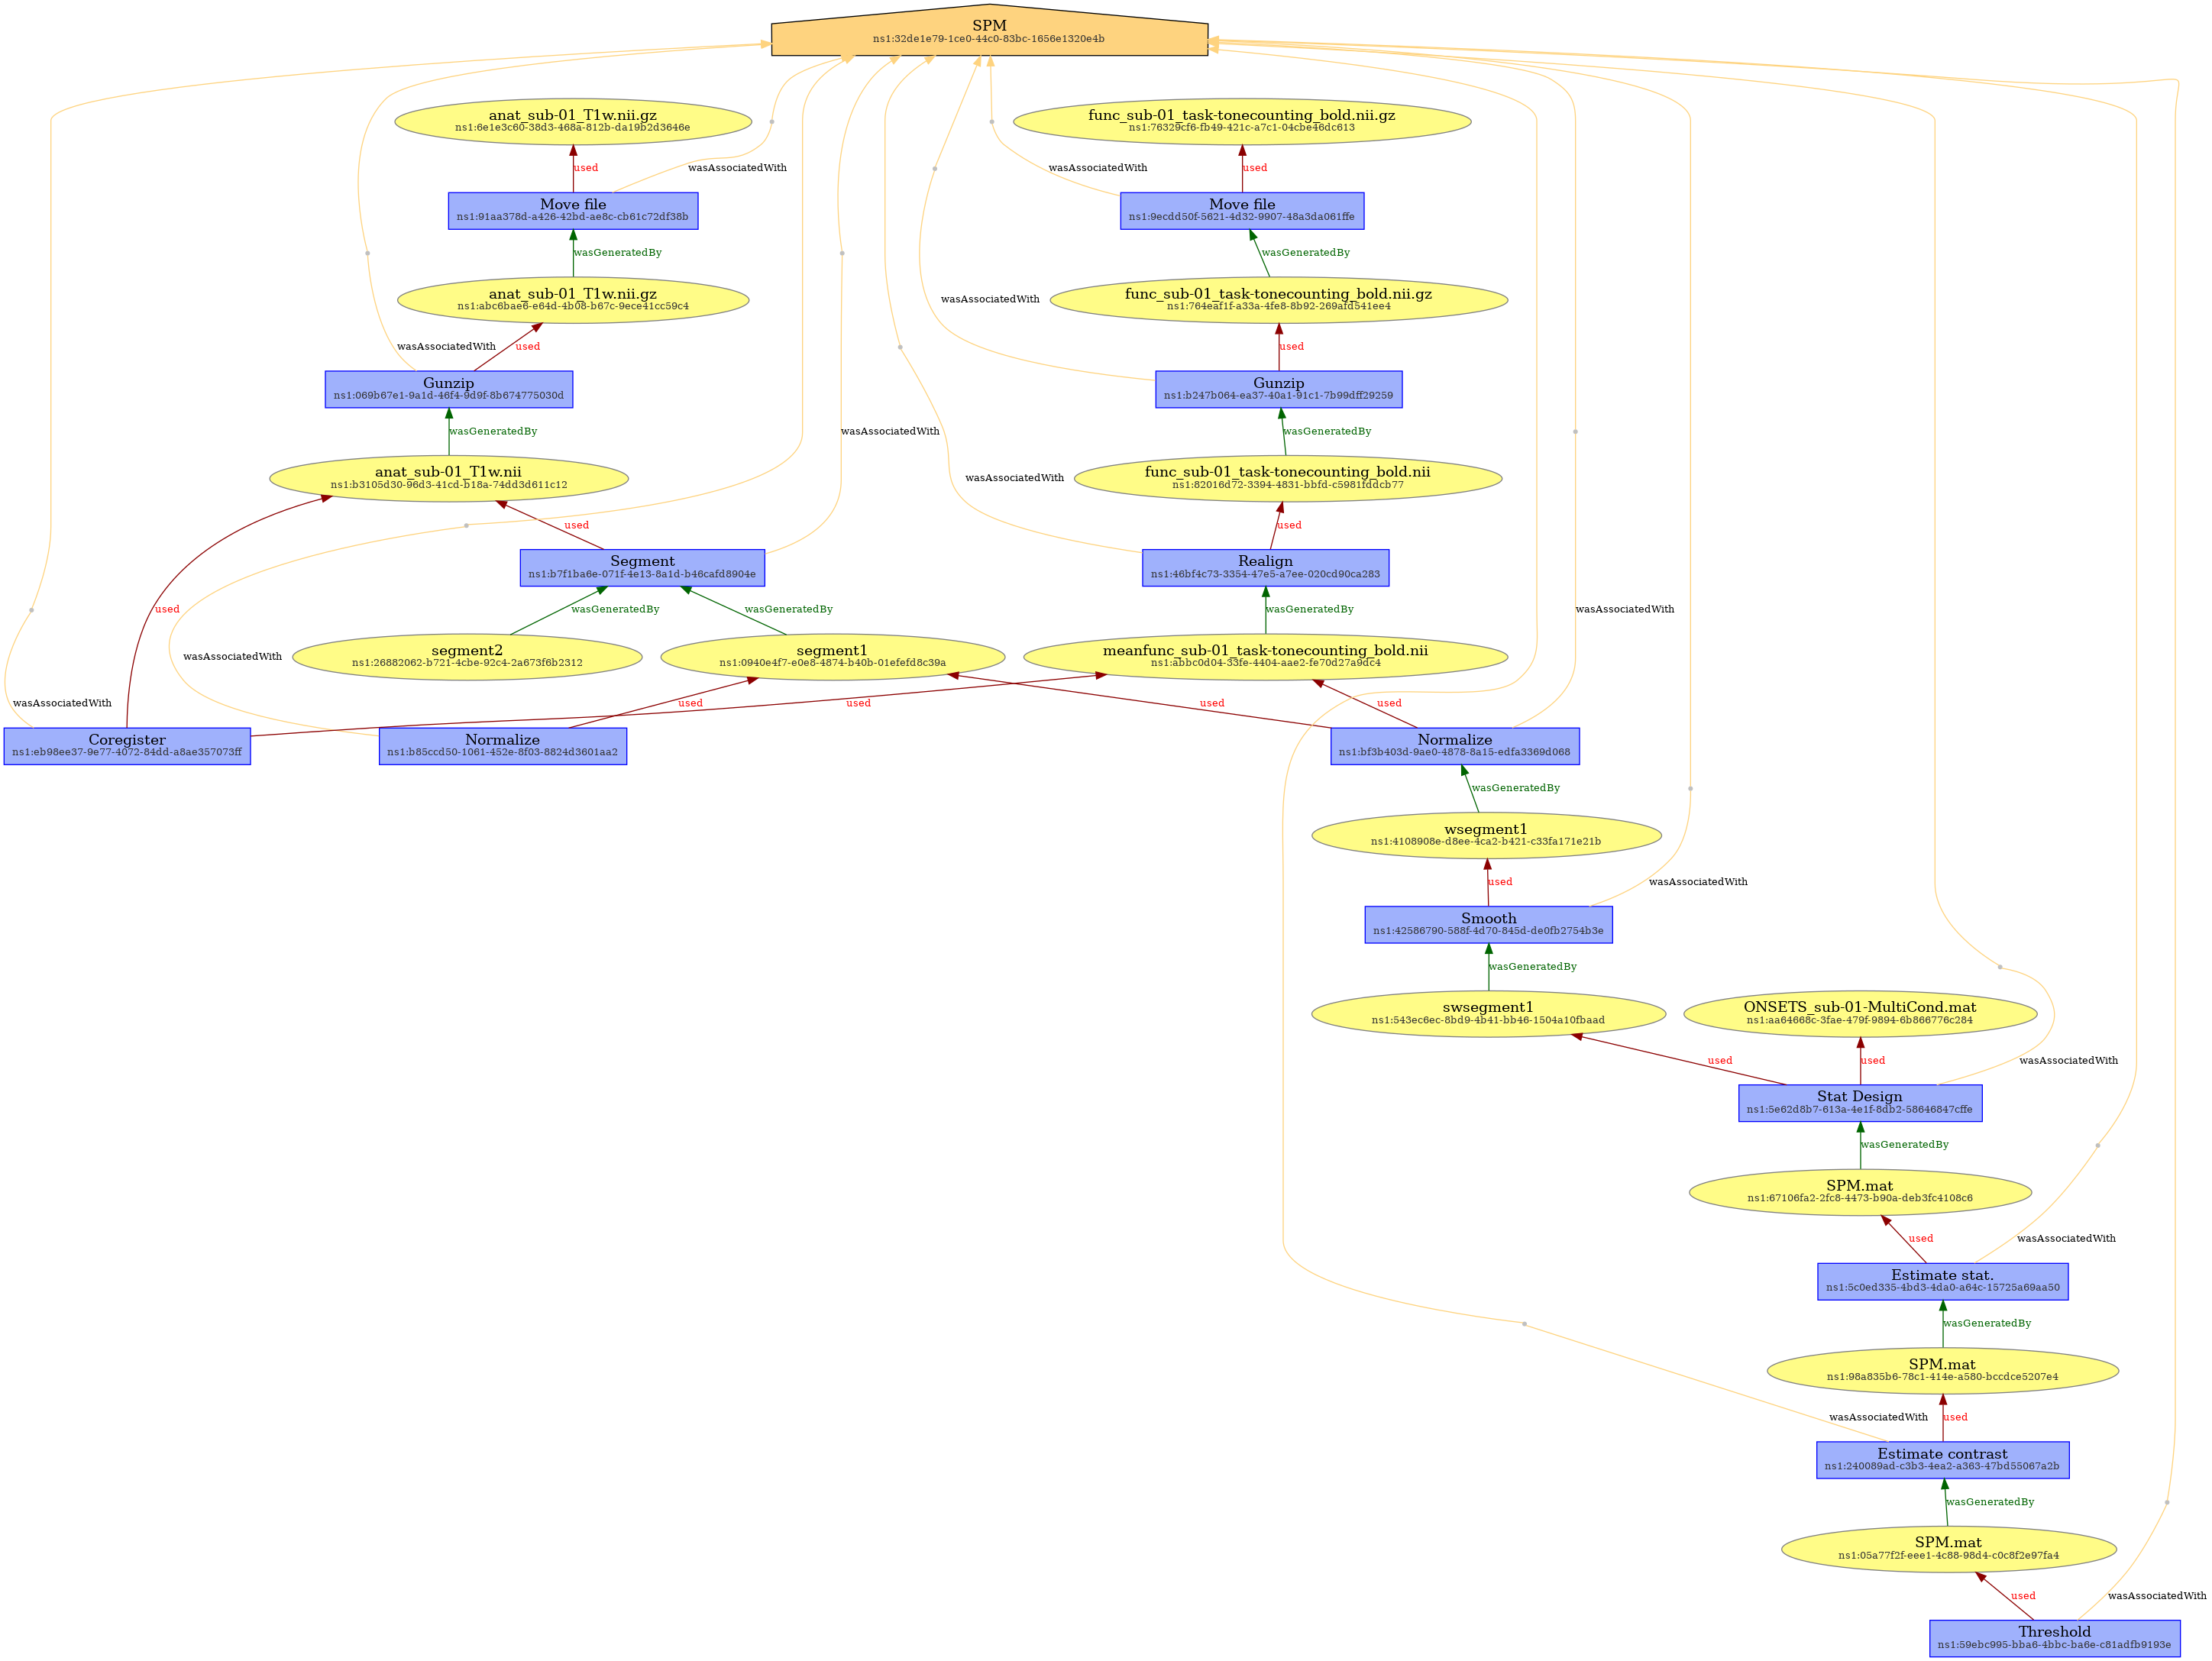 SPM
ns1:32de1e79-1ce0-44c0-83bc-1656e1320e4b
anat_sub-01_T1w.nii.gz
ns1:6e1e3c60-38d3-468a-812b-da19b2d3646e
func_sub-01_task-tonecounting_bold.nii.gz
ns1:76329cf6-fb49-421c-a7c1-04cbe46dc613
used
wasAssociatedWith
wasAssociatedWith
used
Move file
ns1:91aa378d-a426-42bd-ae8c-cb61c72df38b
Move file
ns1:9ecdd50f-5621-4d32-9907-48a3da061ffe
wasGeneratedBy
wasGeneratedBy
anat_sub-01_T1w.nii.gz
ns1:abc6bae6-e64d-4b08-b67c-9ece41cc59c4
wasAssociatedWith
func_sub-01_task-tonecounting_bold.nii.gz
ns1:764eaf1f-a33a-4fe8-8b92-269afd541ee4
wasAssociatedWith
used
used
Gunzip
ns1:069b67e1-9a1d-46f4-9d9f-8b674775030d
Gunzip
ns1:b247b064-ea37-40a1-91c1-7b99dff29259
wasGeneratedBy
wasAssociatedWith
wasGeneratedBy
anat_sub-01_T1w.nii
ns1:b3105d30-96d3-41cd-b18a-74dd3d611c12
wasAssociatedWith
func_sub-01_task-tonecounting_bold.nii
ns1:82016d72-3394-4831-bbfd-c5981fddcb77
used
used
Segment
ns1:b7f1ba6e-071f-4e13-8a1d-b46cafd8904e
Realign
ns1:46bf4c73-3354-47e5-a7ee-020cd90ca283
used
wasGeneratedBy
wasGeneratedBy
wasGeneratedBy
wasAssociatedWith
wasAssociatedWith
segment2
ns1:26882062-b721-4cbe-92c4-2a673f6b2312
segment1
ns1:0940e4f7-e0e8-4874-b40b-01efefd8c39a
meanfunc_sub-01_task-tonecounting_bold.nii
ns1:abbc0d04-33fe-4404-aae2-fe70d27a9dc4
wasAssociatedWith
used
used
used
used
Coregister
ns1:eb98ee37-9e77-4072-84dd-a8ae357073ff
Normalize
ns1:b85ccd50-1061-452e-8f03-8824d3601aa2
Normalize
ns1:bf3b403d-9ae0-4878-8a15-edfa3369d068
wasGeneratedBy
wsegment1
ns1:4108908e-d8ee-4ca2-b421-c33fa171e21b
used
wasAssociatedWith
Smooth
ns1:42586790-588f-4d70-845d-de0fb2754b3e
wasGeneratedBy
swsegment1
ns1:543ec6ec-8bd9-4b41-bb46-1504a10fbaad
ONSETS_sub-01-MultiCond.mat
ns1:aa64668c-3fae-479f-9894-6b866776c284
used
used
wasAssociatedWith
Stat Design
ns1:5e62d8b7-613a-4e1f-8db2-58646847cffe
wasGeneratedBy
SPM.mat
ns1:67106fa2-2fc8-4473-b90a-deb3fc4108c6
used
wasAssociatedWith
Estimate stat.
ns1:5c0ed335-4bd3-4da0-a64c-15725a69aa50
wasGeneratedBy
SPM.mat
ns1:98a835b6-78c1-414e-a580-bccdce5207e4
wasAssociatedWith
used
Estimate contrast
ns1:240089ad-c3b3-4ea2-a363-47bd55067a2b
wasGeneratedBy
SPM.mat
ns1:05a77f2f-eee1-4c88-98d4-c0c8f2e97fa4
used
wasAssociatedWith
Threshold
ns1:59ebc995-bba6-4bbc-ba6e-c81adfb9193e